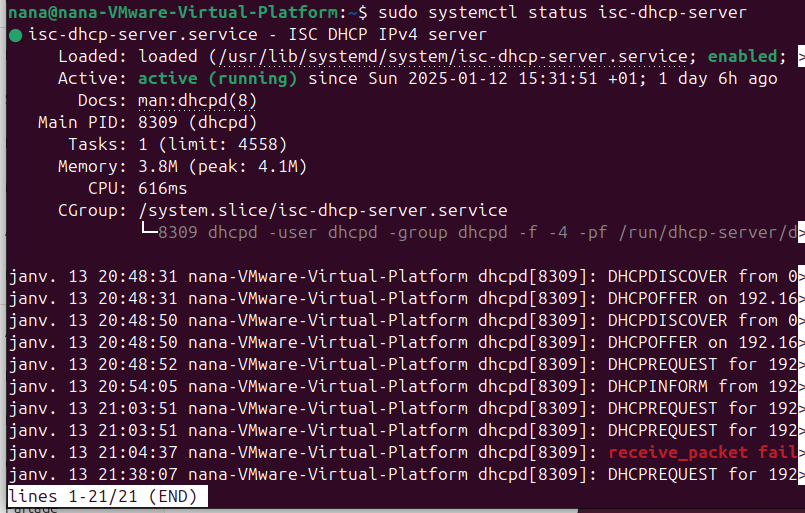 nana@nana-VMware-Virtual-Platform:~$ sudo systemctl status isc-dhcp-server
● isc-dhcp-server.service - ISC DHCP IPv4 server
Loaded: loaded (/usr/lib/systemd/system/isc-dhcp-server.service; enabled; >
Active: active (running) since Sun 2025-01-12 15:31:51 +01; 1 day 6h ago
Docs: man:dhcpd(8)
Main PID: 8309 (dhcpd)
Tasks: 1 (limit: 4558)
Memory: 3.8M (peak: 4.1M)
CPU: 616ms
CGroup: /system.slice/isc-dhcp-server.service
└─8309 dhcpd -user dhcpd -group dhcpd -f -4 -pf /run/dhcp-server/d>
janv. 13 20:48:31 nana-VMware-Virtual-Platform dhcpd[8309]: DHCPDISCOVER from 0>
janv. 13 20:48:31 nana-VMware-Virtual-Platform dhcpd[8309]: DHCPOFFER on 192.16>
janv. 13 20:48:50 nana-VMware-Virtual-Platform dhcpd[8309]: DHCPDISCOVER from 0>
janv. 13 20:48:50 nana-VMware-Virtual-Platform dhcpd[8309]: DHCPOFFER on 192.16>
janv. 13 20:48:52 nana-VMware-Virtual-Platform dhcpd[8309]: DHCPREQUEST for 192>
janv. 13 20:54:05 nana-VMware-Virtual-Platform dhcpd[8309]: DHCPINFORM from 192>
janv. 13 21:03:51 nana-VMware-Virtual-Platform dhcpd[8309]: DHCPREQUEST for 192>
janv. 13 21:03:51 nana-VMware-Virtual-Platform dhcpd[8309]: DHCPREQUEST for 192>
janv. 13 21:04:37 nana-VMware-Virtual-Platform dhcpd[8309]: receive_packet fail>
janv. 13 21:38:07 nana-VMware-Virtual-Platform dhcpd[8309]: DHCPREQUEST for 192>
lines 1-21/21 (END)